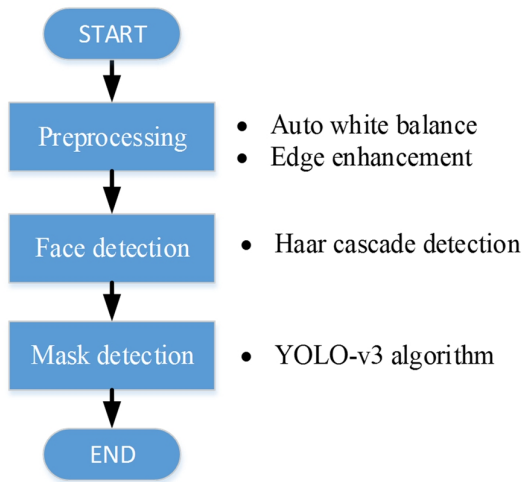 START
Preprocessing
• Auto white balance
• Edge enhancement
Face detection
• Haar cascade detection
Mask detection
• YOLO-v3 algorithm
END